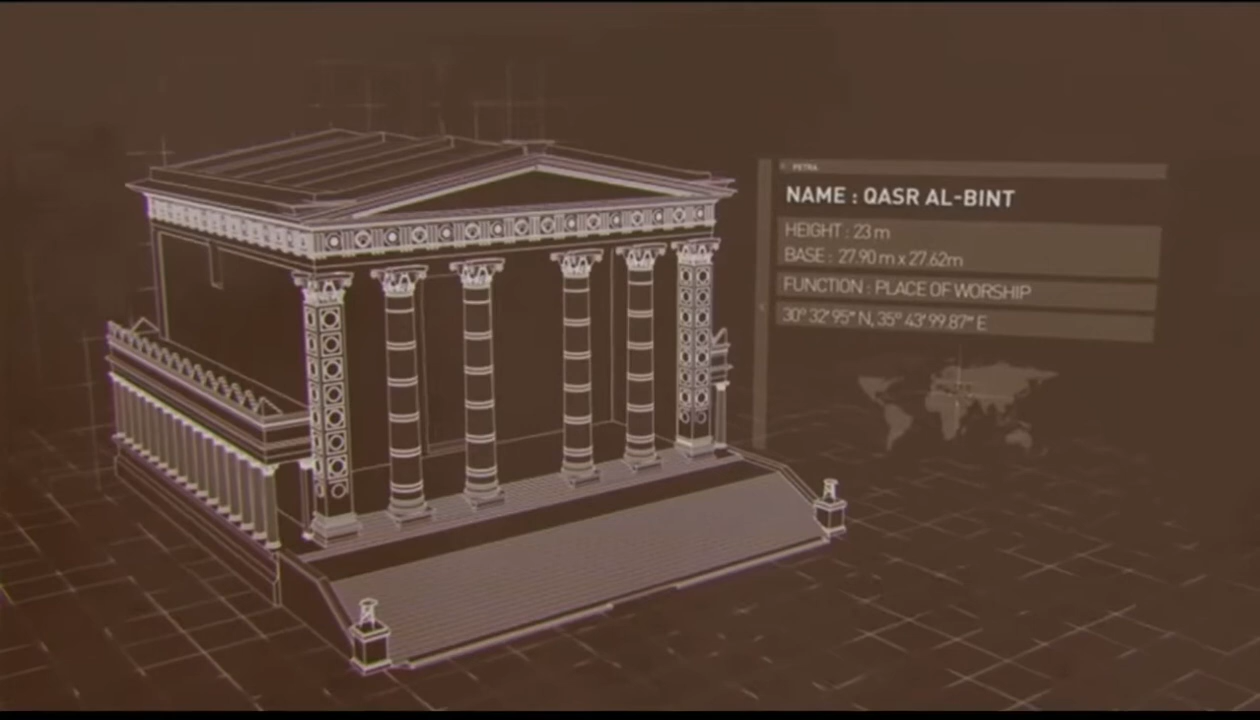 PETRA
NAME : QASR AL-BINT
HEIGHT : 23 m
BASE : 27.90 m x 27.62m
FUNCTION : PLACE OF WORSHIP
30° 32' 95" N, 35° 43' 99.87" E